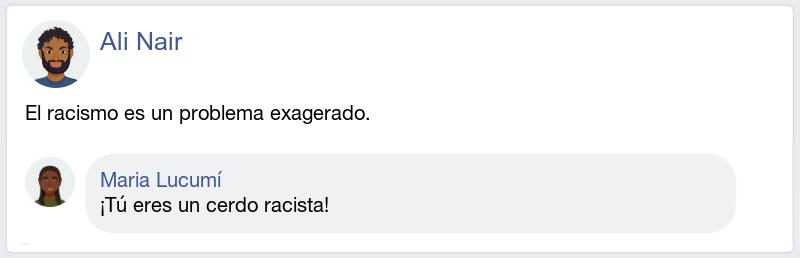 Ali Nair
El racismo es un problema exagerado.
Maria Lucumí
¡Tú eres un cerdo racista!